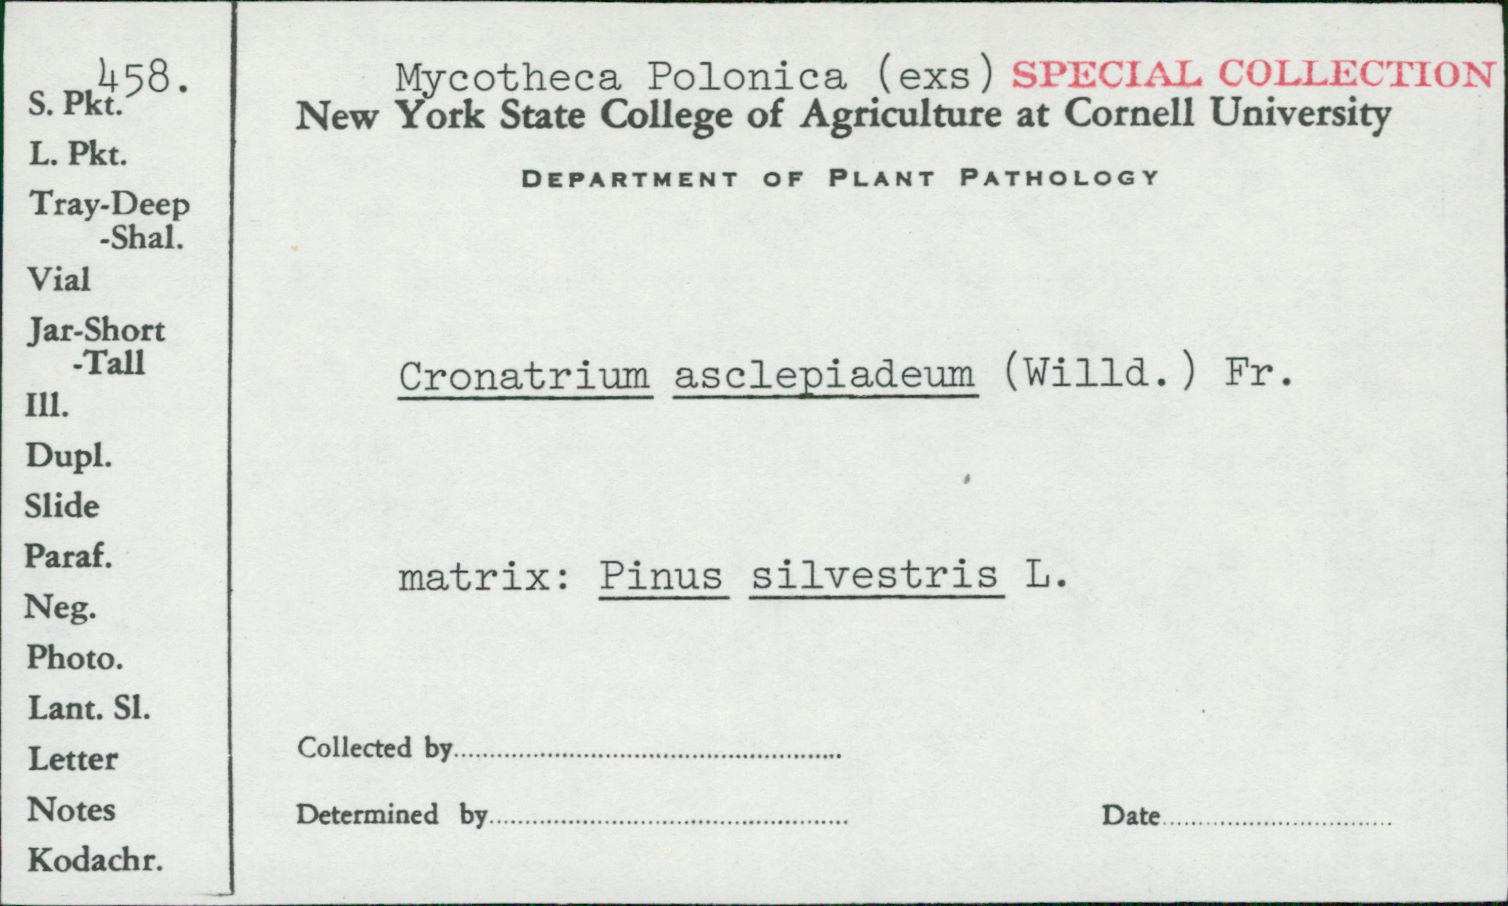 458.
S. Pkt.
L. Pkt.
Tray-Deep
-Shal.
Vial
Jar-Short
-Tall
Ill.
Dupl.
Slide
Paraf.
Neg.
Photo.
Lant. Sl.
Letter
Notes
Kodachr.
Mycotheca Polonica (exs) SPECIAL COLLECTION
New York State College of Agriculture at Cornell University
DEPARTMENT OF PLANT PATHOLOGY
Cronatrium asclepiadeum (Willd.) Fr.
matrix: Pinus silvestris L.
Collected by
Determined by
Date